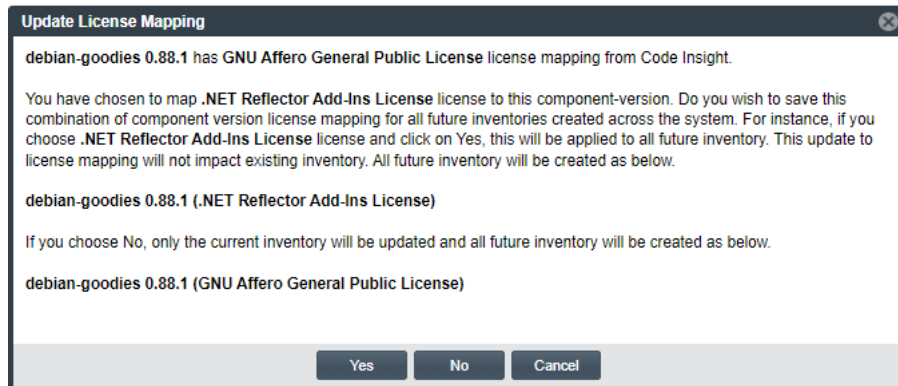 Update License Mapping
debian-goodies 0.88.1 has GNU Affero General Public License license mapping from Code Insight.
You have chosen to map .NET Reflector Add-Ins License license to this component-version. Do you wish to save this
combination of component version license mapping for all future inventories created across the system. For instance, if you
choose .NET Reflector Add-Ins License license and click on Yes, this will be applied to all future inventory. This update to
license mapping will not impact existing inventory. All future inventory will be created as below.
debian-goodies 0.88.1 (.NET Reflector Add-Ins License)
If you choose No, only the current inventory will be updated and all future inventory will be created as below.
debian-goodies 0.88.1 (GNU Affero General Public License)
Yes No Cancel